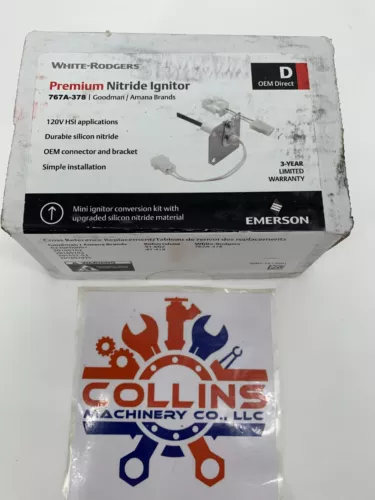 WHITE-RODGERS
Premium Nitride Ignitor
767A-378 | Goodman / Amana Brands
D
OEM Direct
120V HSI applications
Durable silicon nitride
OEM connector and bracket
Simple installation
3-YEAR
LIMITED
WARRANTY
Mini ignitor conversion kit with
upgraded silicon nitride material
EMERSON
COLLINS
MACHINERY CO., LLC